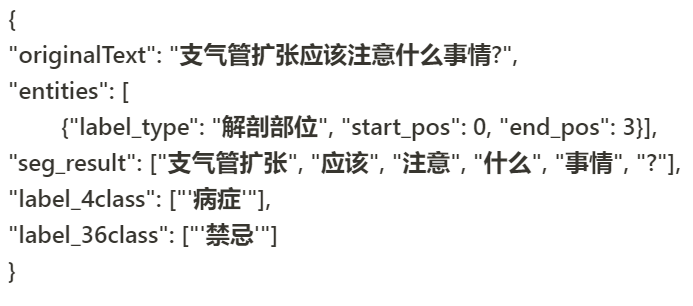 {
"originalText": "支气管扩张应该注意什么事情?",
"entities": [
{"label_type": "解剖部位", "start_pos": 0, "end_pos": 3}],
"seg_result": ["支气管扩张", "应该", "注意", "什么", "事情", "?"],
"label_4class": ["'病症'"],
"label_36class": ["'禁忌'"]
}